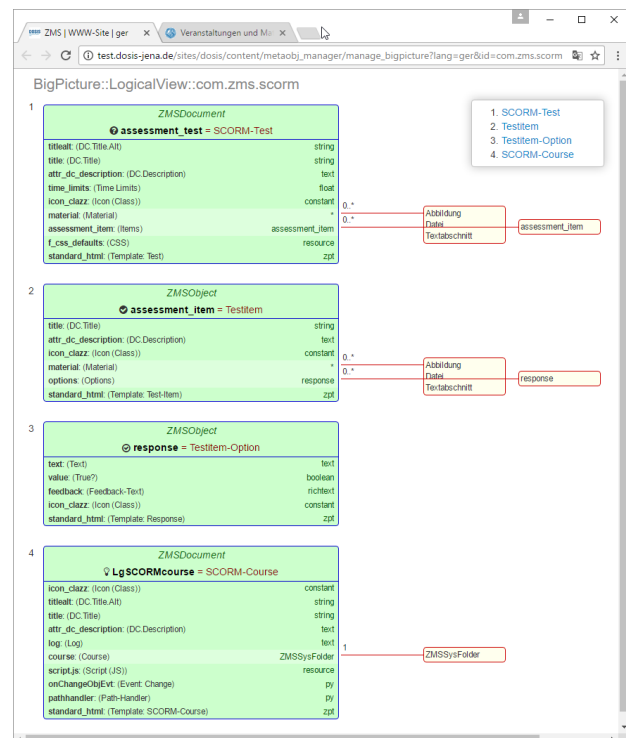 ZMS | WWW-Site | ger
Veranstaltungen und Ma
test.dosis-jena.de/sites/dosis/content/metaobj_manager/manage_bigpicture?lang=ger&id=com.zms.scorm
BigPicture::LogicalView::com.zms.scorm
1. SCORM-Test
2. Testitem
3. Testitem-Option
4. SCORM-Course
1
ZMSDocument
assessment_test = SCORM-Test
titlealt: (DC.Title.Alt) string
title: (DC.Title) string
attr_dc_description: (DC.Description) text
time_limits: (Time Limits) float
icon_clazz: (Icon (Class)) constant
material: (Material) *
assessment_item: (Items) assessment_item
f_css_defaults: (CSS) resource
standard_html: (Template: Test) zpt
0..*
0..*
Abbildung
Datei
Textabschnitt
assessment_item
2
ZMSObject
assessment_item = Testitem
title: (DC.Title) string
attr_dc_description: (DC.Description) text
icon_clazz: (Icon (Class)) constant
material: (Material) *
options: (Options) response
standard_html: (Template: Test-Item) zpt
0..*
0..*
Abbildung
Datei
Textabschnitt
response
3
ZMSObject
response = Testitem-Option
text: (Text) text
value: (True?) boolean
feedback: (Feedback-Text) richtext
icon_clazz: (Icon (Class)) constant
standard_html: (Template: Response) zpt
4
ZMSDocument
LgSCORMcourse = SCORM-Course
icon_clazz: (Icon (Class)) constant
titlealt: (DC.Title.Alt) string
title: (DC.Title) string
attr_dc_description: (DC.Description) text
log: (Log) text
course: (Course) ZMSSysFolder
script.js: (Script (JS)) resource
onChangeObjEvt: (Event: Change) py
pathhandler: (Path-Handler) py
standard_html: (Template: SCORM-Course) zpt
1
ZMSSysFolder